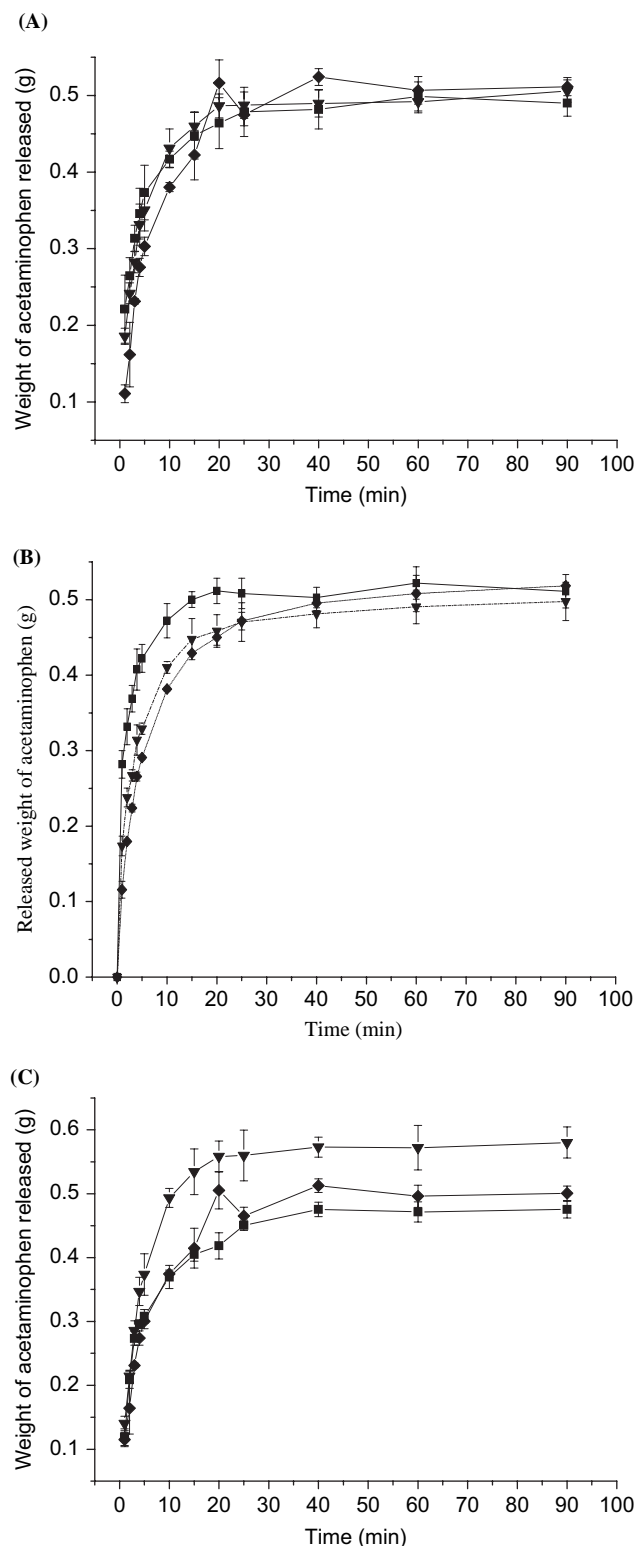 (A)
Weight of acetaminophen released (g)
0.5
0.4
0.3
0.2
0.1
0 10 20 30 40 50 60 70 80 90 100
Time (min)
(B)
Released weight of acetaminophen (g)
0.5
0.4
0.3
0.2
0.1
0.0
0 10 20 30 40 50 60 70 80 90 100
Time (min)
(C)
Weight of acetaminophen released (g)
0.6
0.5
0.4
0.3
0.2
0.1
0 10 20 30 40 50 60 70 80 90 100
Time (min)